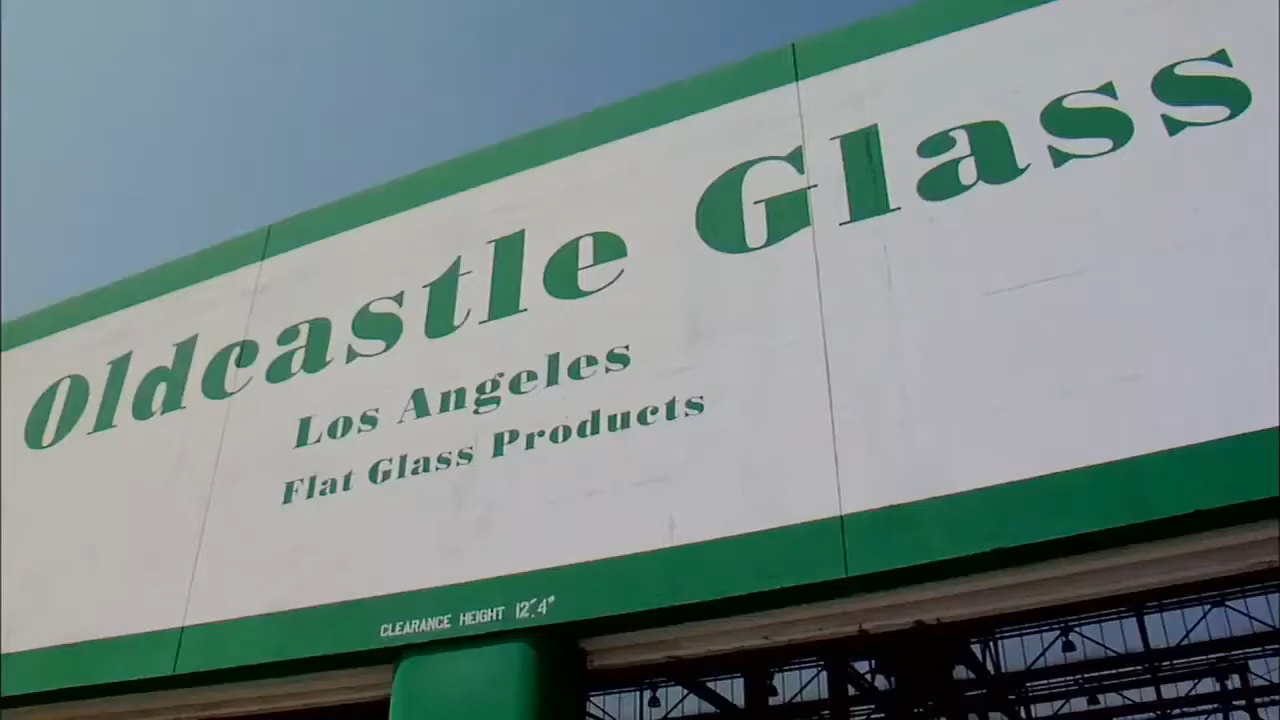 Oldcastle Glass
Los Angeles
Flat Glass Products
CLEARANCE HEIGHT 12'4"